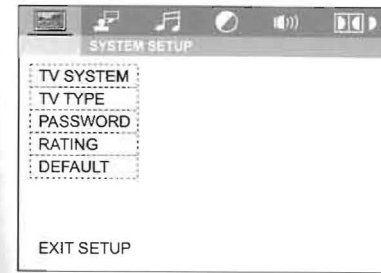 SYSTEM SETUP
TV SYSTEM
TV TYPE
PASSWORD
RATING
DEFAULT
EXIT SETUP